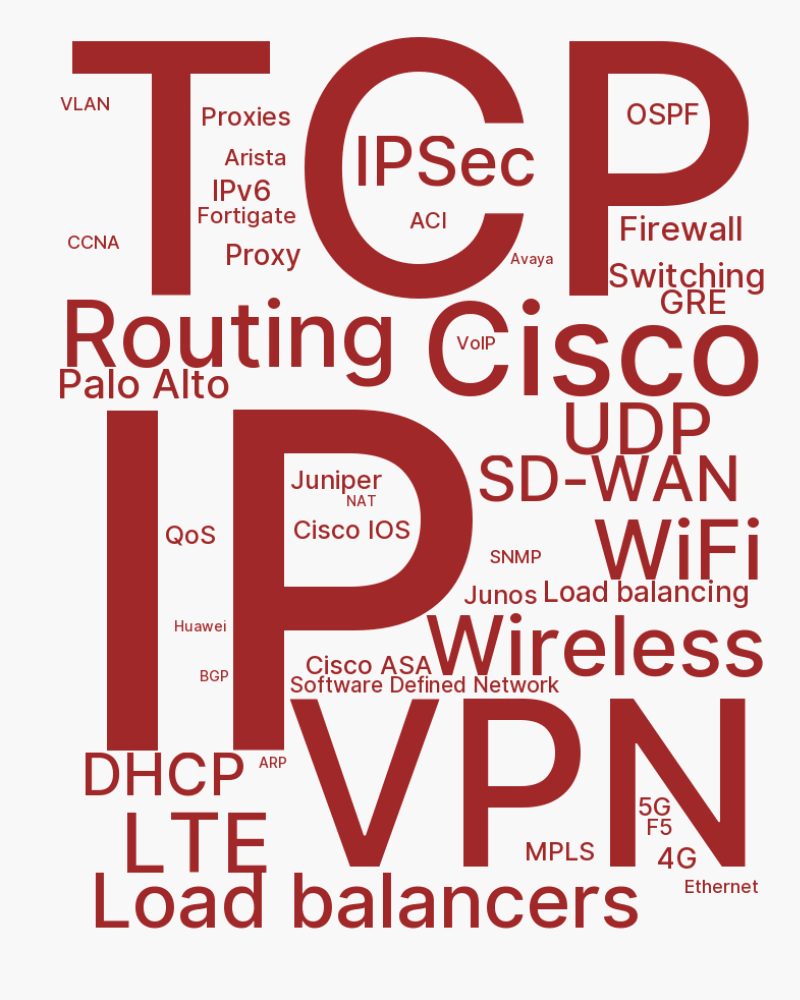 TCP
VLAN
Proxies
OSPF
Arista
IPSec
IPv6
Fortigate
ACI
CCNA
Proxy
Avaya
Firewall
Switching
GRE
Routing
Cisco
VoIP
Palo Alto
UDP
IP
SD-WAN
Juniper
NAT
Cisco IOS
QoS
WiFi
SNMP
Junos
Load balancing
Huawei
Wireless
Cisco ASA
BGP
Software Defined Network
VPN
DHCP
ARP
5G
F5
LTE
MPLS
4G
Ethernet
Load balancers